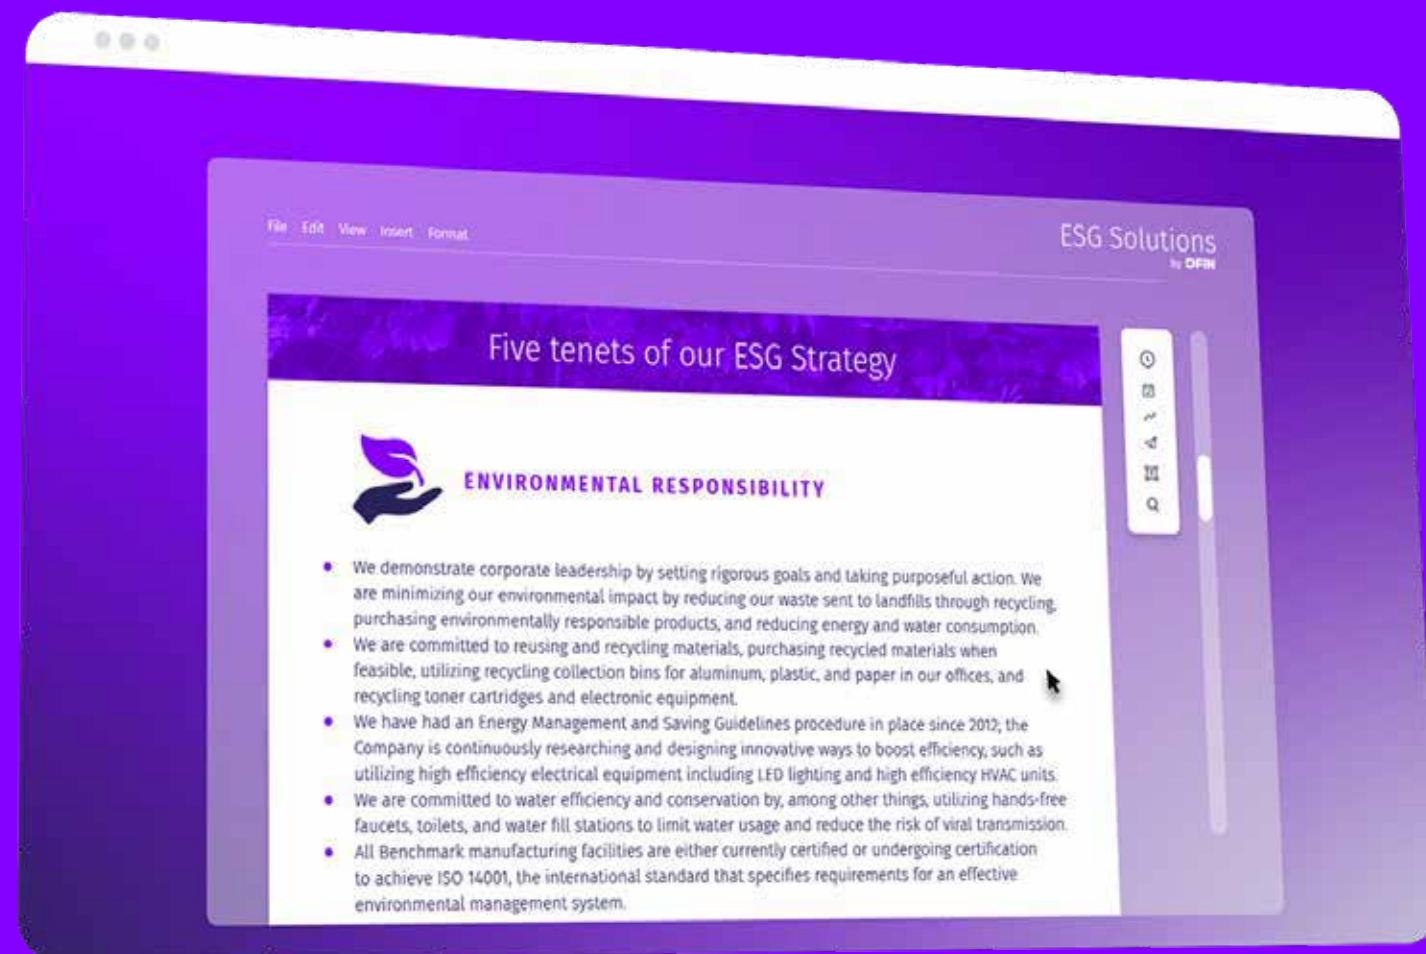 File Edit View Insert Format
ESG Solutions
by DFIN
Five tenets of our ESG Strategy
ENVIRONMENTAL RESPONSIBILITY
• We demonstrate corporate leadership by setting rigorous goals and taking purposeful action. We
are minimizing our environmental impact by reducing our waste sent to landfills through recycling,
purchasing environmentally responsible products, and reducing energy and water consumption.
• We are committed to reusing and recycling materials, purchasing recycled materials when
feasible, utilizing recycling collection bins for aluminum, plastic, and paper in our offices, and
recycling toner cartridges and electronic equipment.
• We have had an Energy Management and Saving Guidelines procedure in place since 2012; the
Company is continuously researching and designing innovative ways to boost efficiency, such as
utilizing high efficiency electrical equipment including LED lighting and high efficiency HVAC units.
• We are committed to water efficiency and conservation by, among other things, utilizing hands-free
faucets, toilets, and water fill stations to limit water usage and reduce the risk of viral transmission.
• All Benchmark manufacturing facilities are either currently certified or undergoing certification
to achieve ISO 14001, the international standard that specifies requirements for an effective
environmental management system.